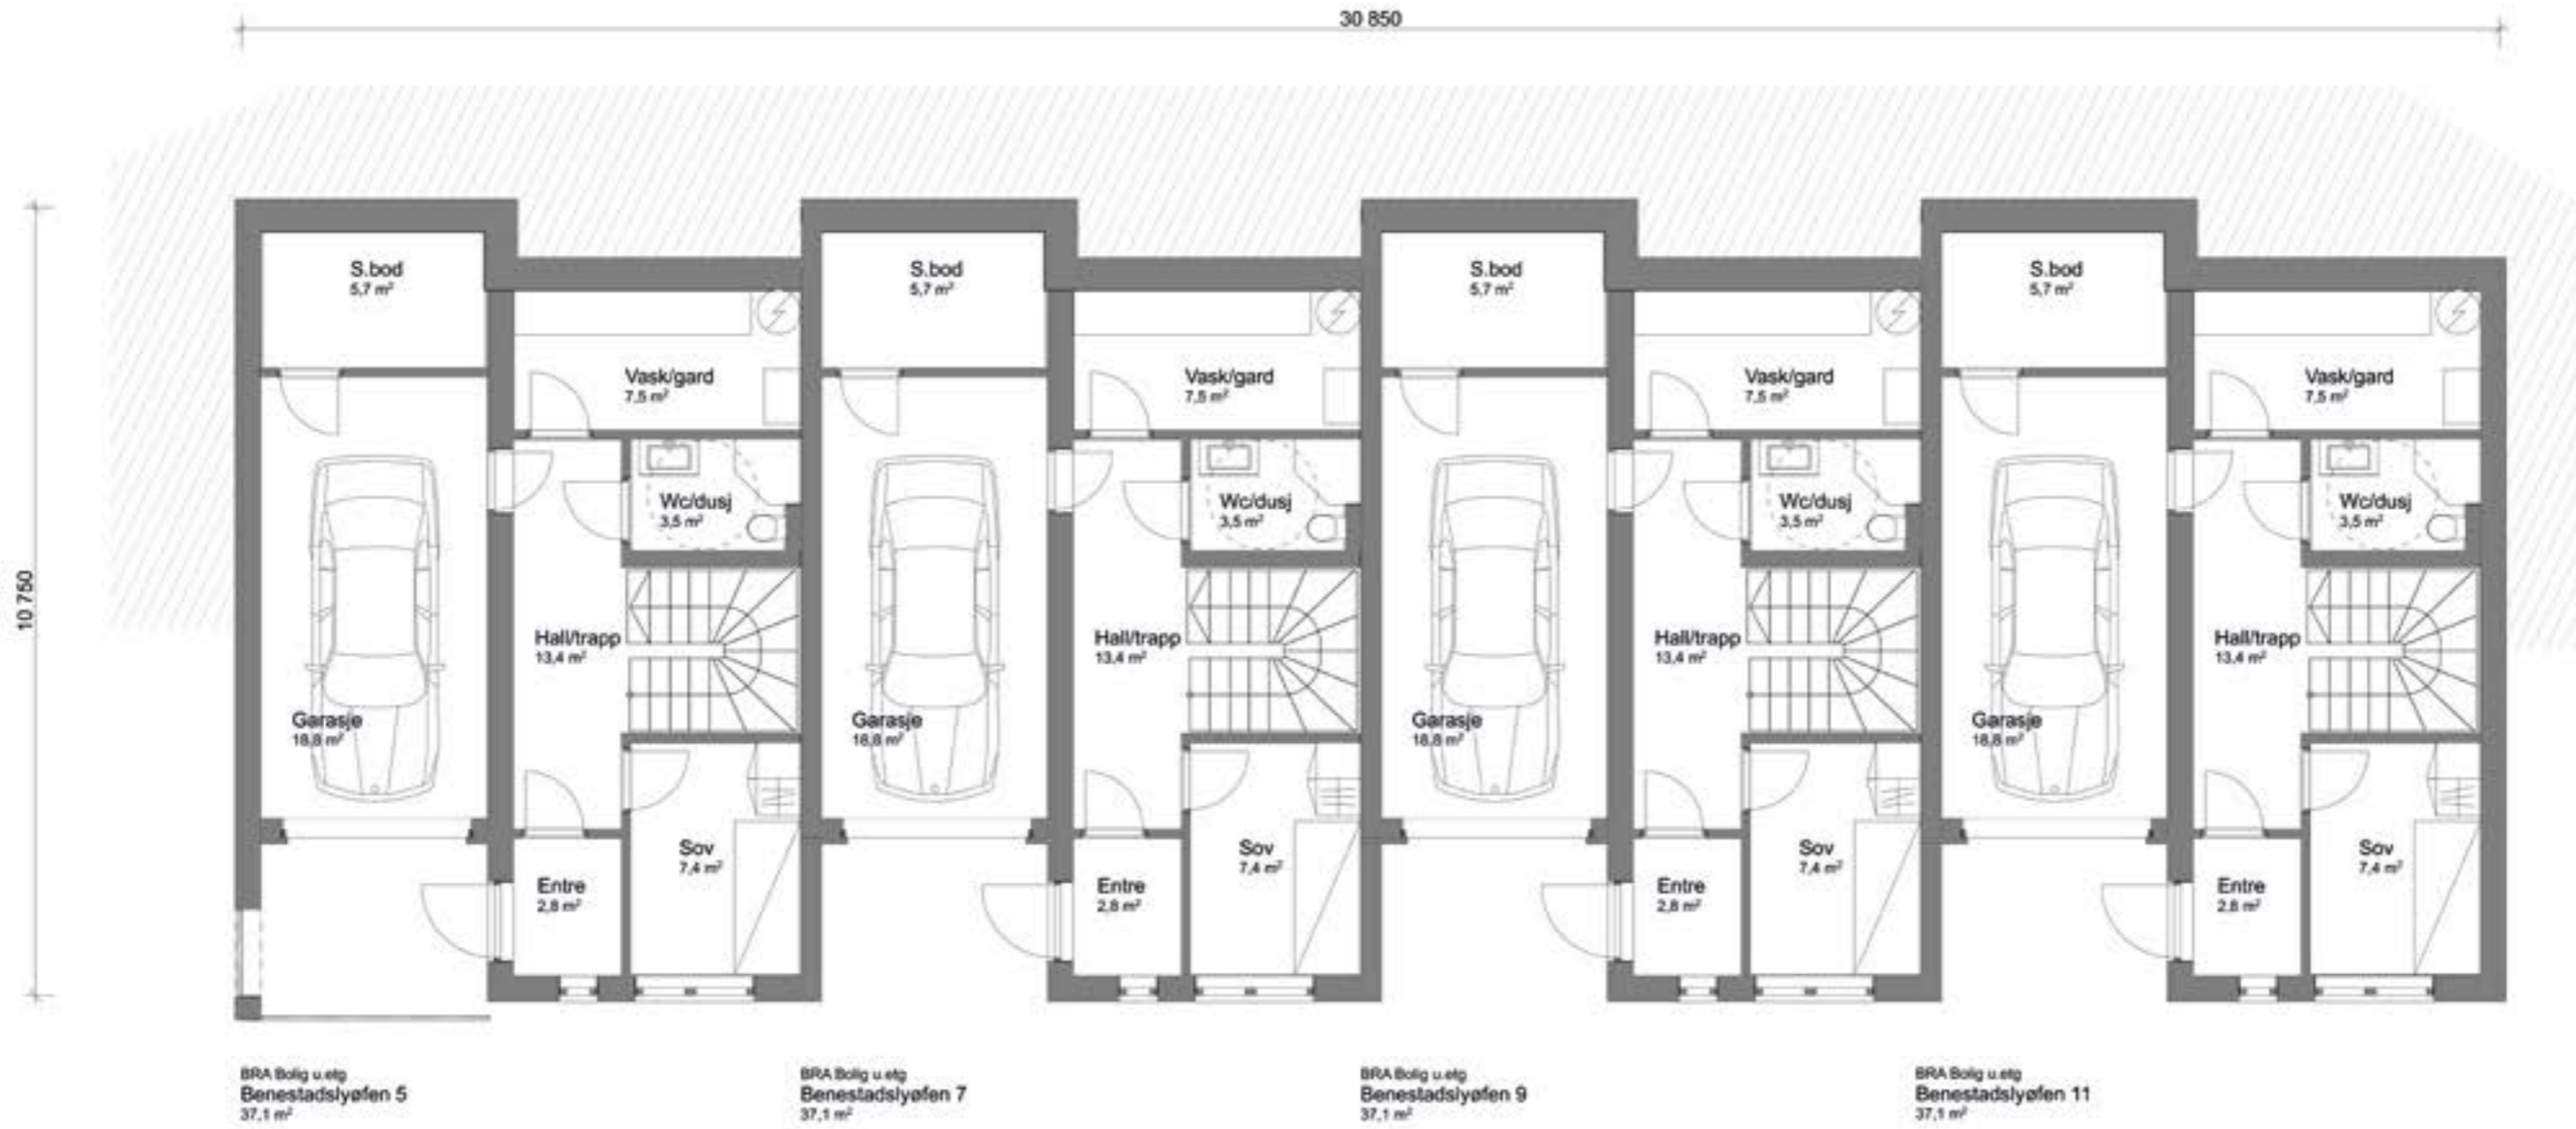 30 850
10 750
S.bod
5,7 m²
S.bod
5,7 m²
S.bod
5,7 m²
S.bod
5,7 m²
Vask/gard
7,5 m²
Vask/gard
7,5 m²
Vask/gard
7,5 m²
Vask/gard
7,5 m²
Wc/dusj
3,5 m²
Wc/dusj
3,5 m²
Wc/dusj
3,5 m²
Wc/dusj
3,5 m²
Hall/trapp
13,4 m²
Hall/trapp
13,4 m²
Hall/trapp
13,4 m²
Hall/trapp
13,4 m²
Garasje
18,8 m²
Garasje
18,8 m²
Garasje
18,8 m²
Garasje
18,8 m²
Sov
7,4 m²
Sov
7,4 m²
Sov
7,4 m²
Sov
7,4 m²
Entre
2,8 m²
Entre
2,8 m²
Entre
2,8 m²
Entre
2,8 m²
BRA Bolig u.etg
Benestadslyøfen 5
37,1 m²
BRA Bolig u.etg
Benestadslyøfen 7
37,1 m²
BRA Bolig u.etg
Benestadslyøfen 9
37,1 m²
BRA Bolig u.etg
Benestadslyøfen 11
37,1 m²